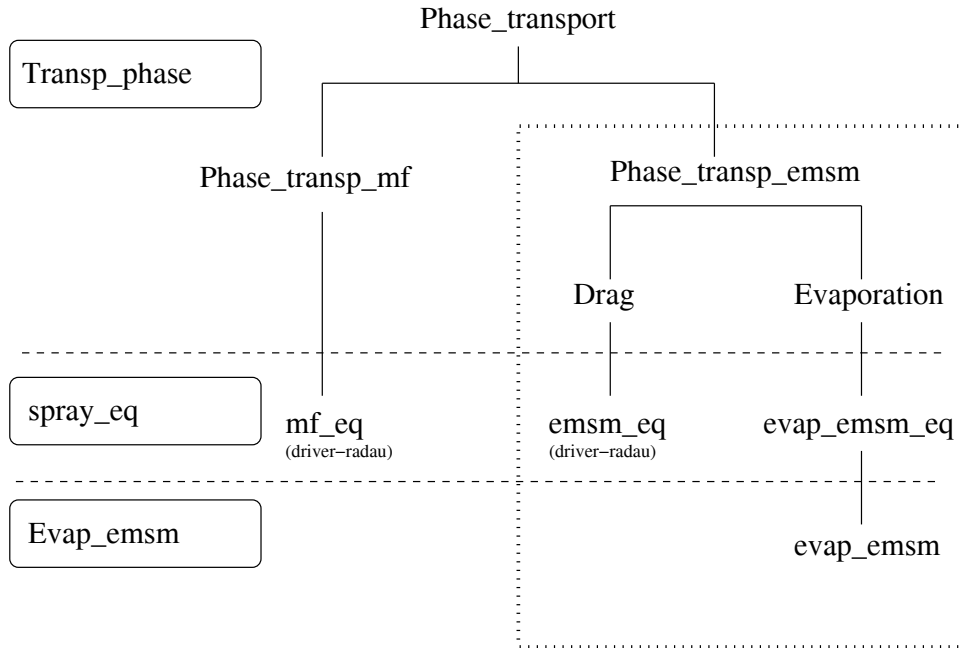 Phase_transport
Transp_phase
Phase_transp_mf
Phase_transp_emsm
Drag
Evaporation
spray_eq
mf_eq
(driver−radau)
emsm_eq
(driver−radau)
evap_emsm_eq
Evap_emsm
evap_emsm